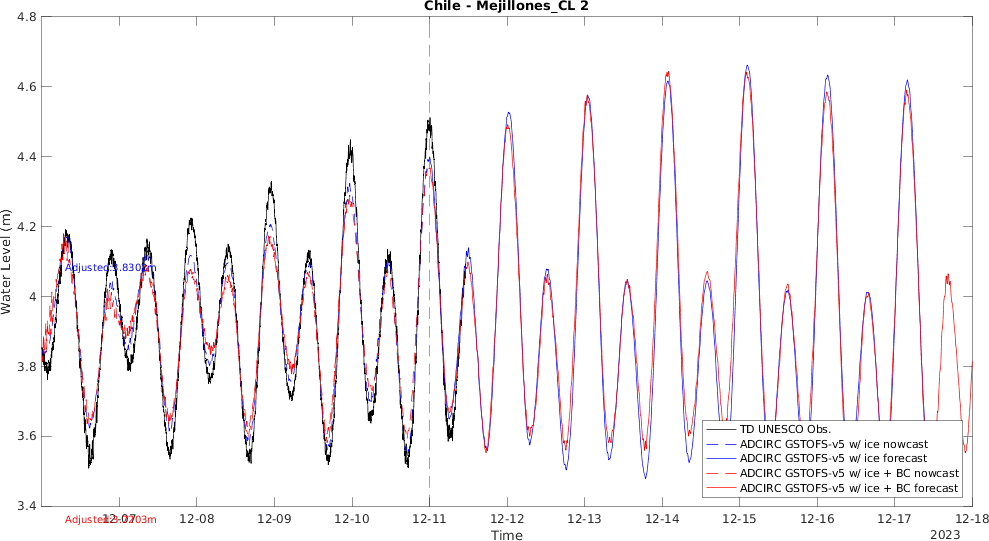 Chile - Mejillones_CL 2
4.8
4.6
4.4
4.2
4
3.8
3.6
3.4
Water Level (m)
TD UNESCO Obs.
ADCIRC GSTOFS-v5 w/ ice nowcast
ADCIRC GSTOFS-v5 w/ ice forecast
ADCIRC GSTOFS-v5 w/ ice + BC nowcast
ADCIRC GSTOFS-v5 w/ ice + BC forecast
12-07 12-08 12-09 12-10 12-11 12-12 12-13 12-14 12-15 12-16 12-17 12-18
Time
2023